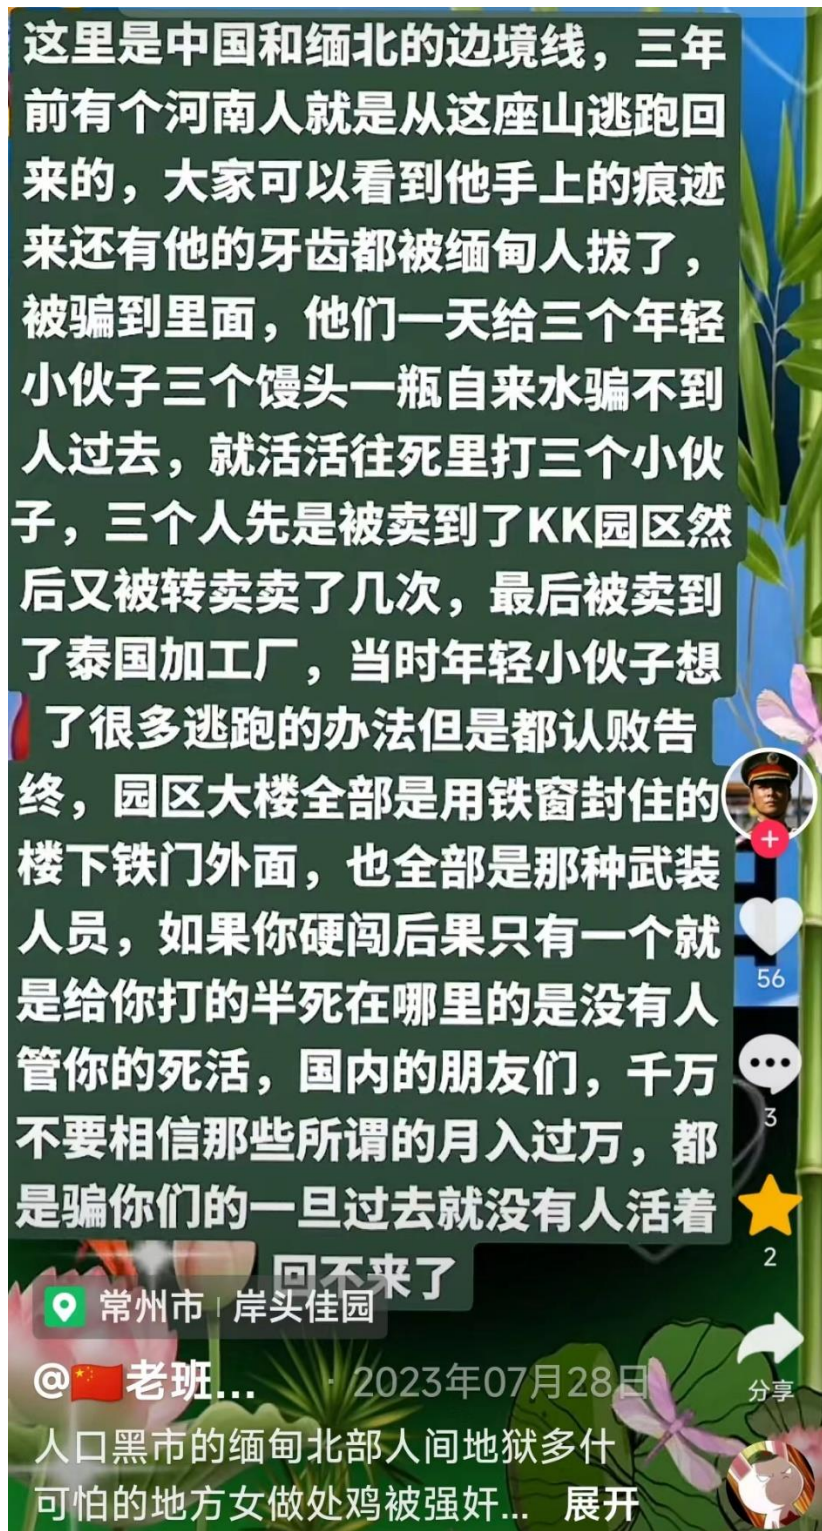 这里是中国和缅北的边境线，三年
前有个河南人就是从这座山逃跑回
来的，大家可以看到他手上的痕迹
来还有他的牙齿都被缅甸人拔了，
被骗到里面，他们一天给三个年轻
小伙子三个馒头一瓶自来水骗不到
人过去，就活活往死里打三个小伙
子，三个人先是被卖到了KK园区然
后又被转卖卖了几次，最后被卖到
了泰国加工厂，当时年轻小伙子想
了很多逃跑的办法但是都认败告
终，园区大楼全部是用铁窗封住的
楼下铁门外面，也全部是那种武装
人员，如果你硬闯后果只有一个就
是给你打的半死在哪里的是没有人
管你的死活，国内的朋友们，千万
不要相信那些所谓的月入过万，都
是骗你们的一旦过去就没有人活着
回不来了
56
3
2
分享
常州市 | 岸头佳园
@🇨🇳老班... · 2023年07月28日
人口黑市的缅甸北部人间地狱多什
可怕的地方女做处鸡被强奸... 展开